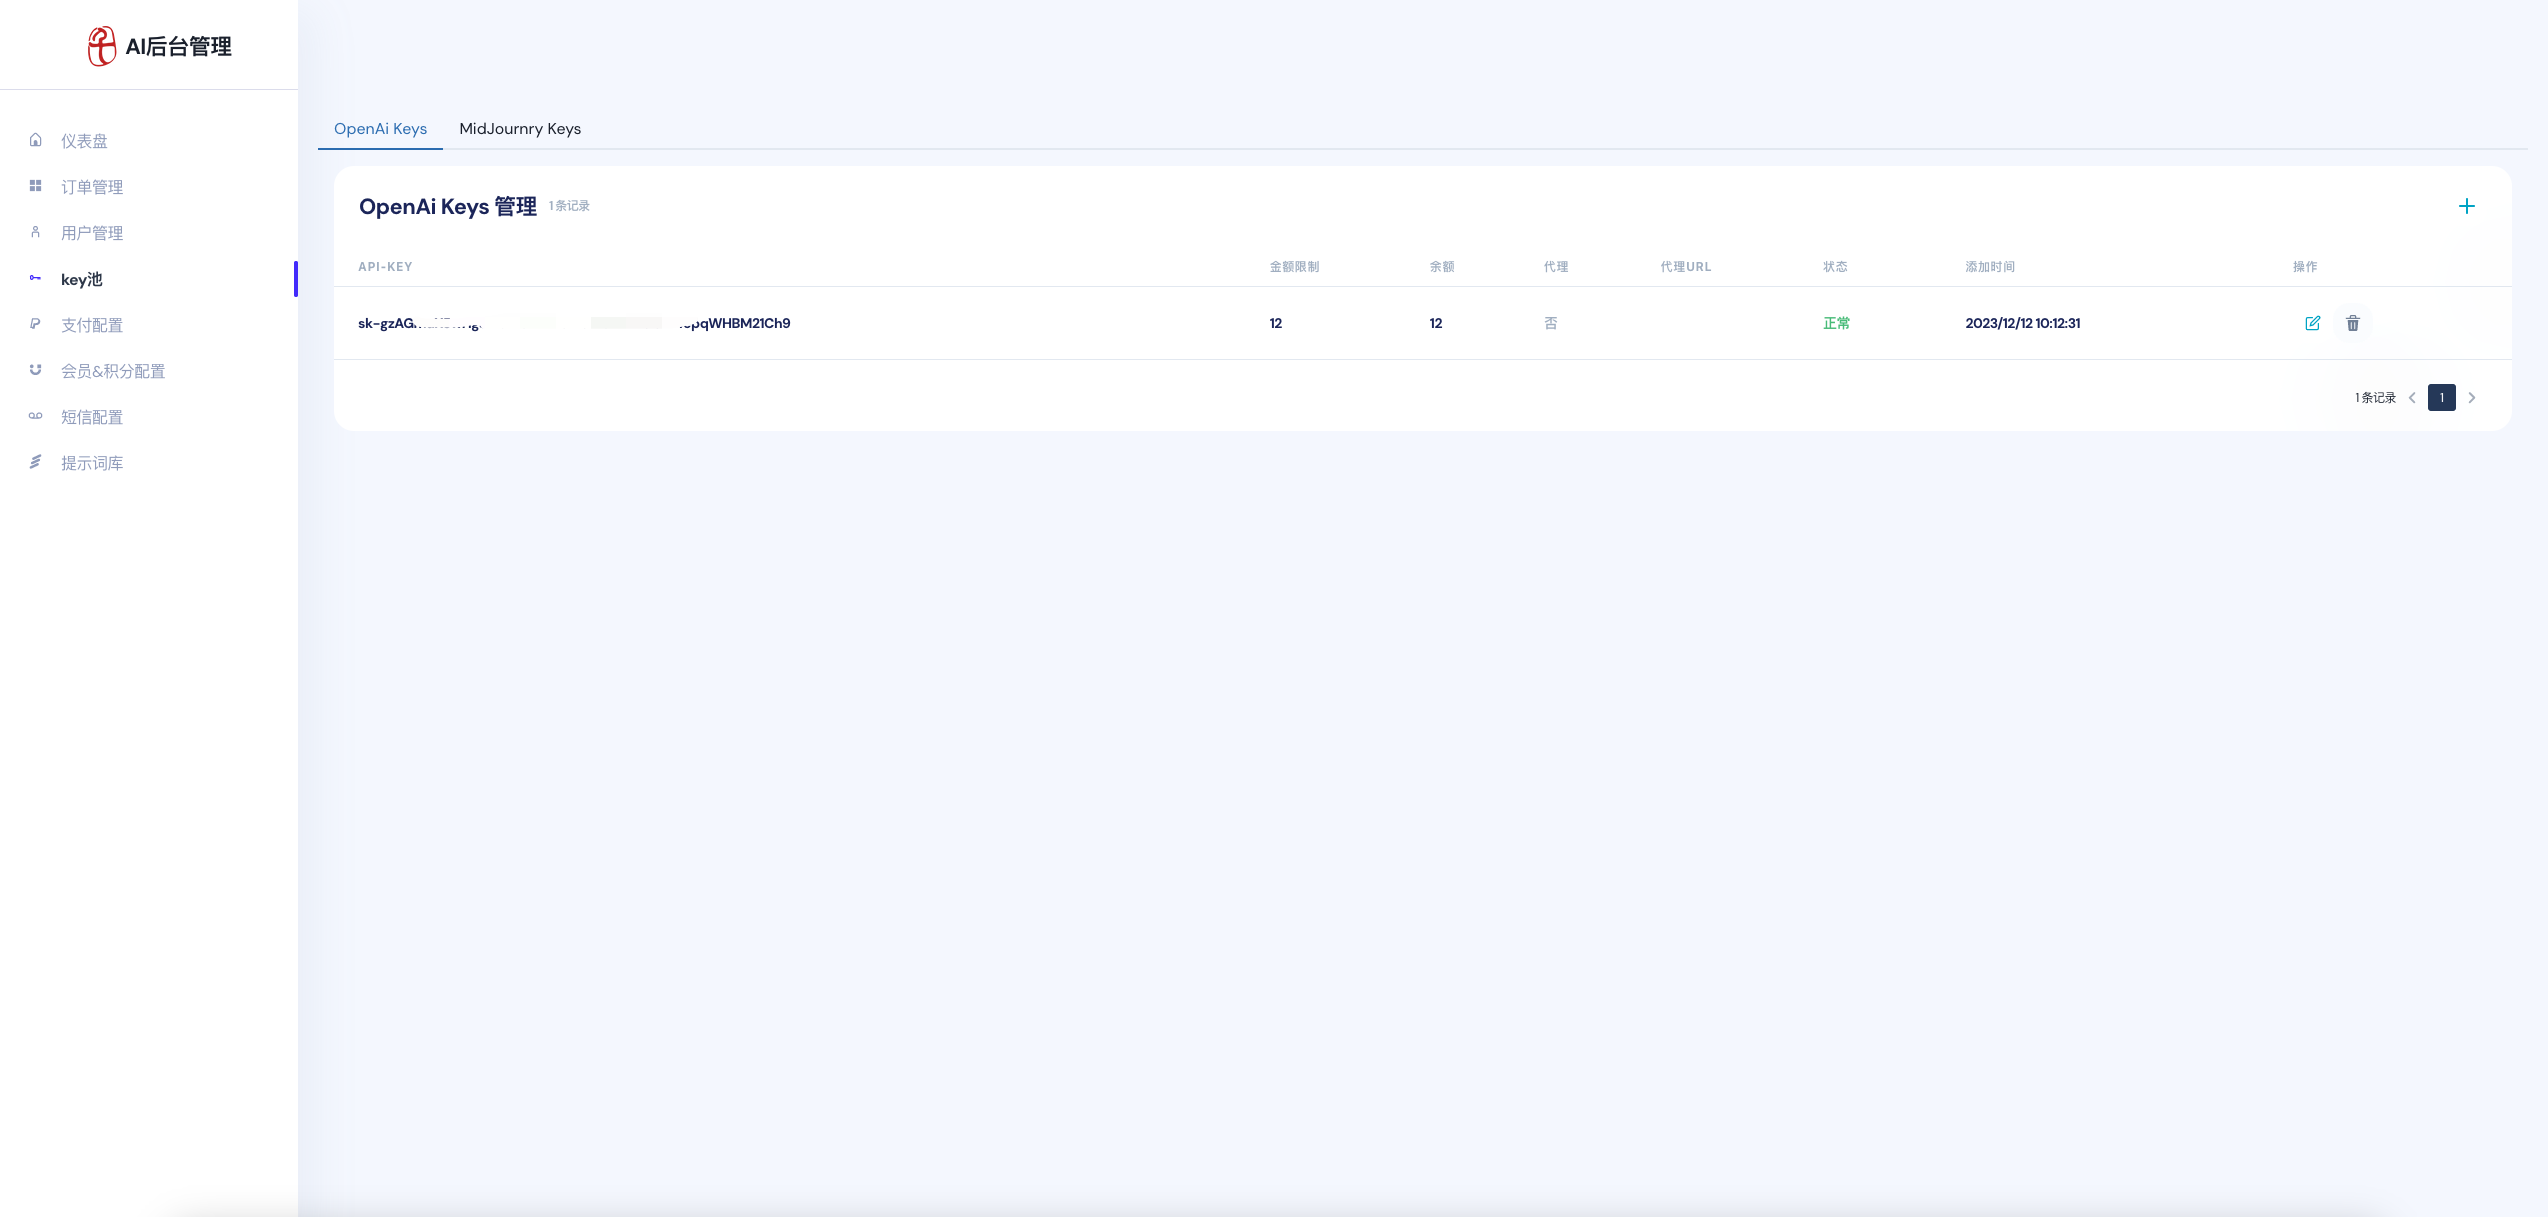 AI后台管理
仪表盘
订单管理
用户管理
key池
支付配置
会员&积分配置
短信配置
提示词库
OpenAi Keys MidJournry Keys
OpenAi Keys 管理 1 条记录
API-KEY 金额限制 余额 代理 代理URL 状态 添加时间 操作
12 12 否 正常 2023/12/12 10:12:31
1 条记录 1